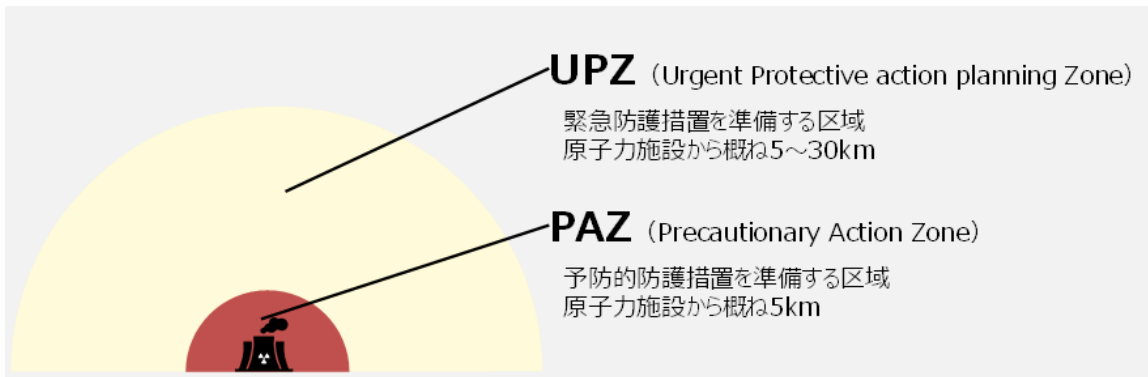 UPZ（Urgent Protective action planning Zone）
緊急防護措置を準備する区域
原子力施設から概ね5～30km
PAZ（Precautionary Action Zone）
予防的防護措置を準備する区域
原子力施設から概ね5km